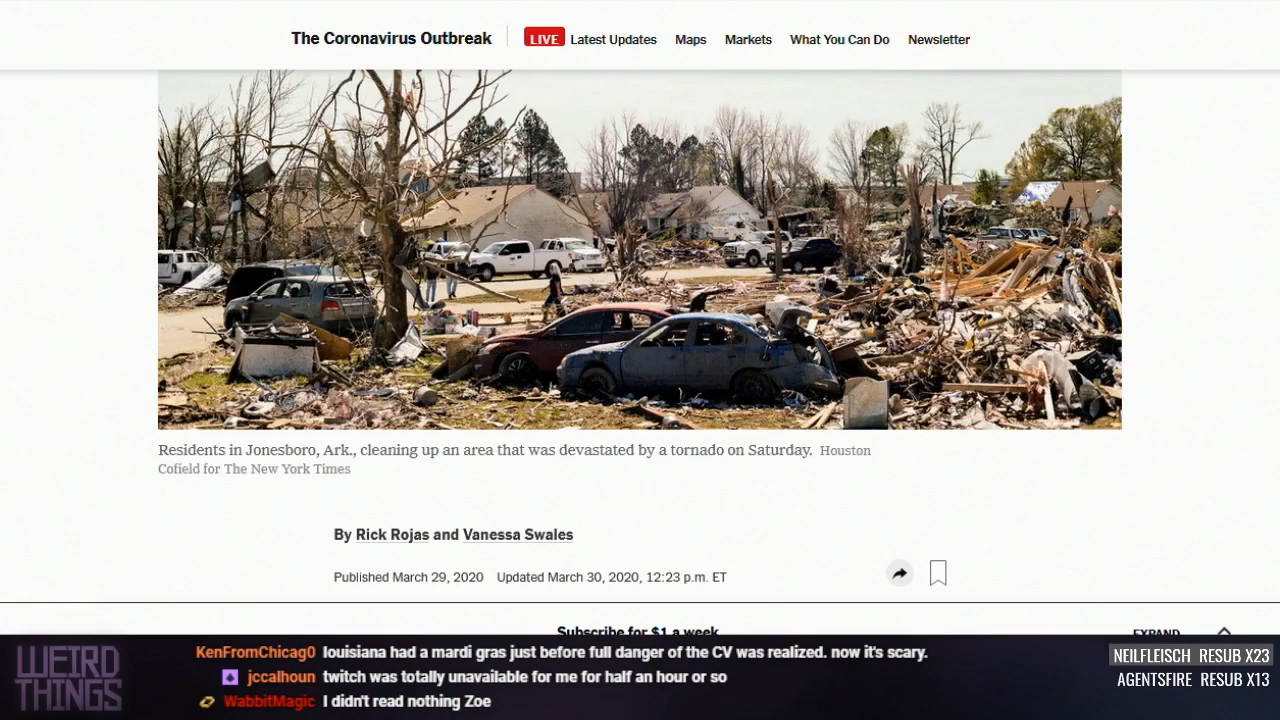 The Coronavirus Outbreak
LIVE Latest Updates Maps Markets What You Can Do Newsletter
Residents in Jonesboro, Ark., cleaning up an area that was devastated by a tornado on Saturday. Houston
Cofield for The New York Times
By Rick Rojas and Vanessa Swales
Published March 29, 2020 Updated March 30, 2020, 12:23 p.m. ET
Subscribe for $1 a week
EXPAND
WEIRD
THINGS
KenFromChicag0 louisiana had a mardi gras just before full danger of the CV was realized. now it's scary.
jccalhoun twitch was totally unavailable for me for half an hour or so
WabbitMagic I didn't read nothing Zoe
NEILFLEISCH RESUB X23
AGENTSFIRE RESUB X13